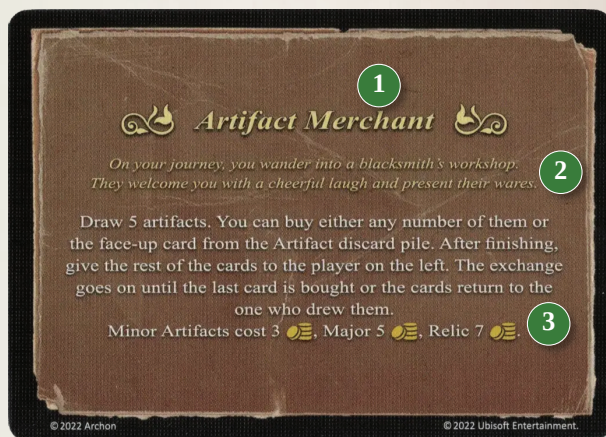 1
Artifact Merchant
On your journey, you wander into a blacksmith's workshop.
2
They welcome you with a cheerful laugh and present their wares.
Draw 5 artifacts. You can buy either any number of them or
the face-up card from the Artifact discard pile. After finishing,
give the rest of the cards to the player on the left. The exchange
goes on until the last card is bought or the cards return to the
one who drew them.
Minor Artifacts cost 3 , Major 5 , Relic 7 .
3
© 2022 Archon
© 2022 Ubisoft Entertainment.